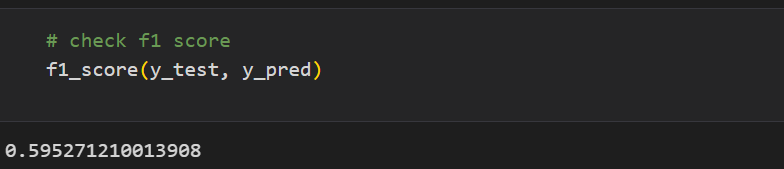 # check f1 score
f1_score(y_test, y_pred)
0.595271210013908